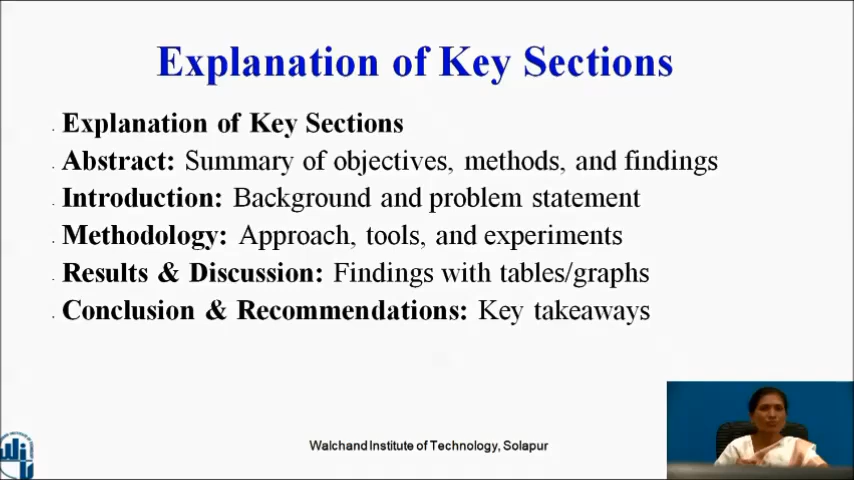 Explanation of Key Sections
Explanation of Key Sections
Abstract: Summary of objectives, methods, and findings
Introduction: Background and problem statement
Methodology: Approach, tools, and experiments
Results & Discussion: Findings with tables/graphs
Conclusion & Recommendations: Key takeaways
Walchand Institute of Technology, Solapur